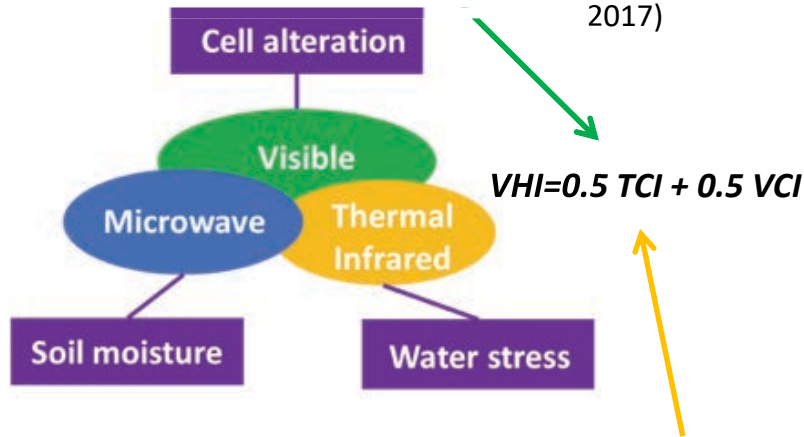 2017)
Cell alteration
Visible
VHI=0.5 TCI + 0.5 VCI
Microwave
Thermal
Infrared
Soil moisture
Water stress